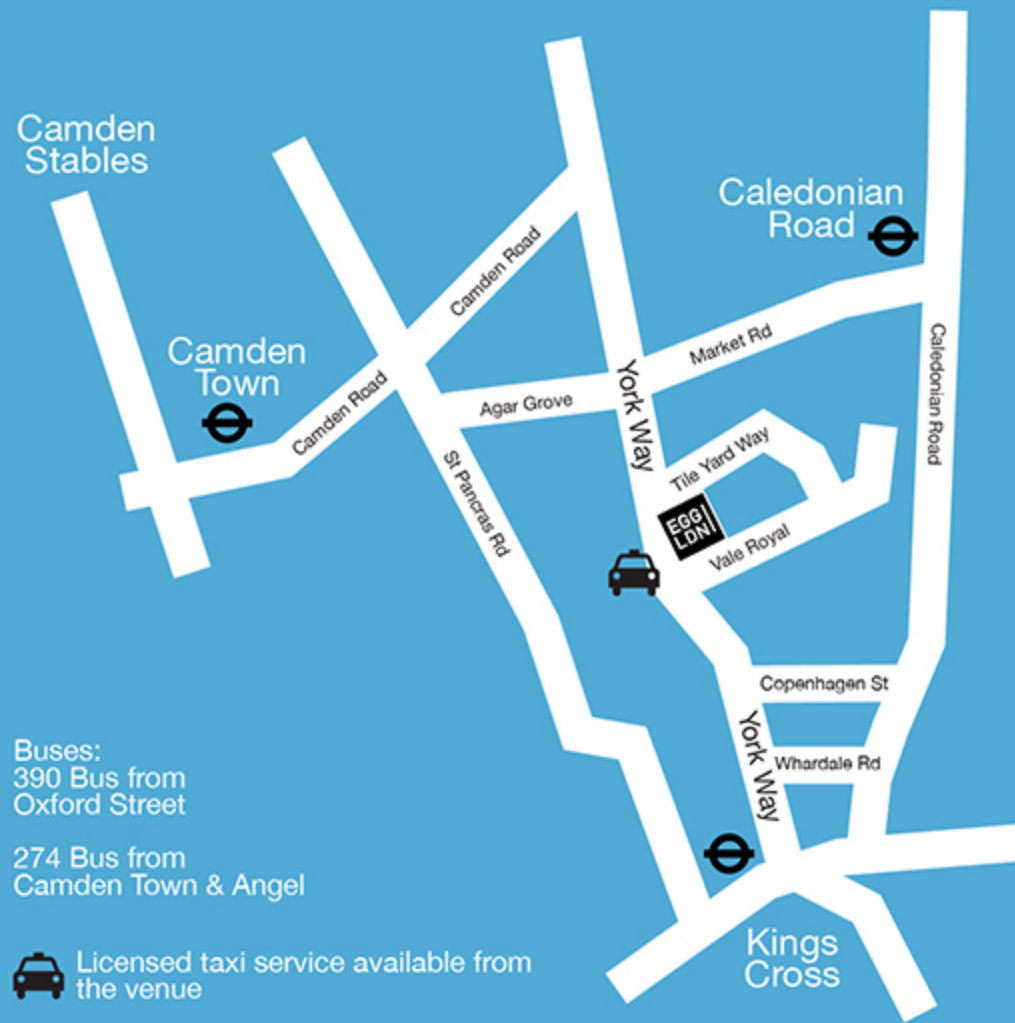 Camden
Stables
Caledonian
Road
Camden Road
Camden
Town
Camden Road
Market Rd
Agar Grove
York Way
Caledonian Road
Tile Yard Way
St Pancras Rd
EGG
LDN
Vale Royal
Copenhagen St
York Way
Whardale Rd
Buses:
390 Bus from
Oxford Street
274 Bus from
Camden Town & Angel
Kings
Cross
Licensed taxi service available from
the venue